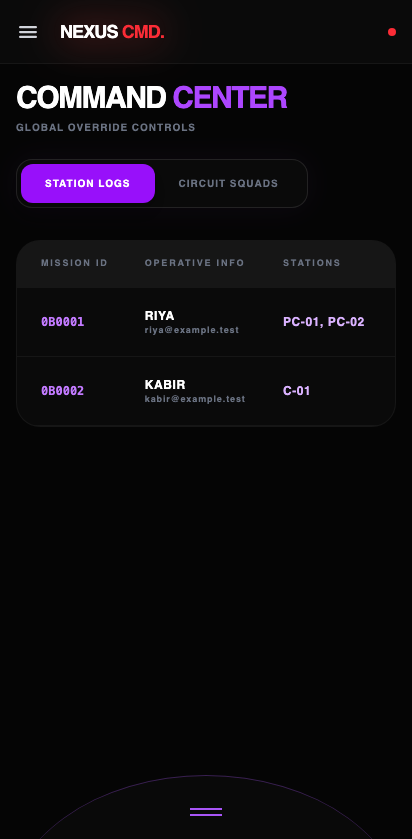 NEXUS CMD.
COMMAND CENTER
GLOBAL OVERRIDE CONTROLS
STATION LOGS CIRCUIT SQUADS
MISSION ID OPERATIVE INFO STATIONS
0B0001 RIYA PC-01, PC-02
riya@example.test
0B0002 KABIR C-01
kabir@example.test